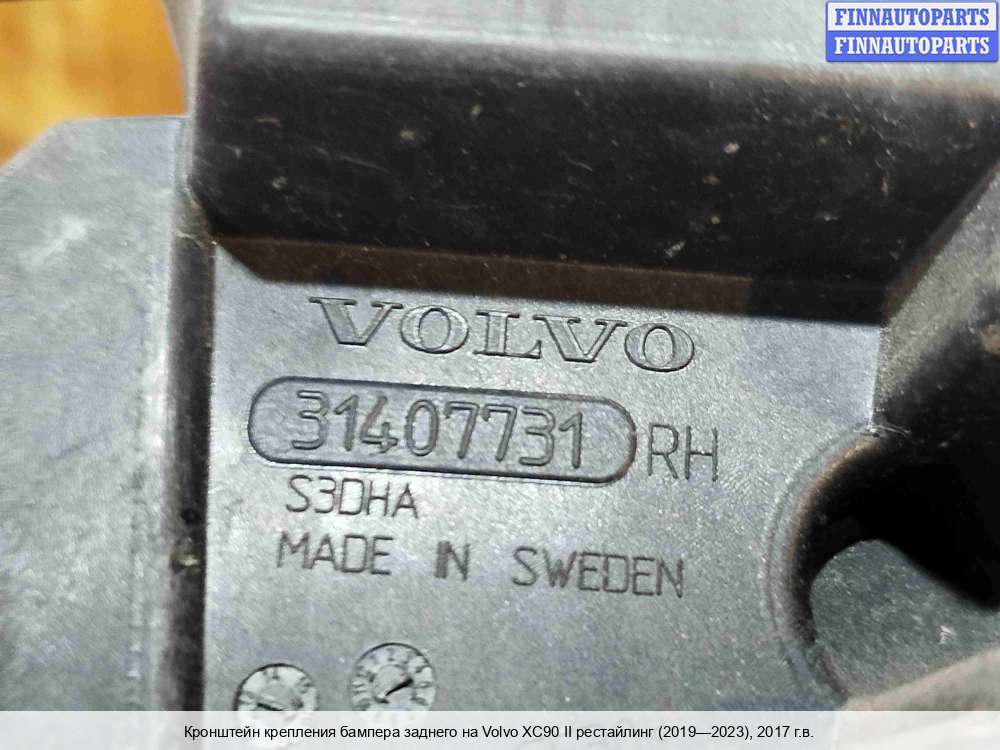 FINNAUTOPARTS
FINNAUTOPARTS
VOLVO
31407731 RH
S3DHA
MADE IN SWEDEN
Кронштейн крепления бампера заднего на Volvo XC90 II рестайлинг (2019—2023), 2017 г.в.